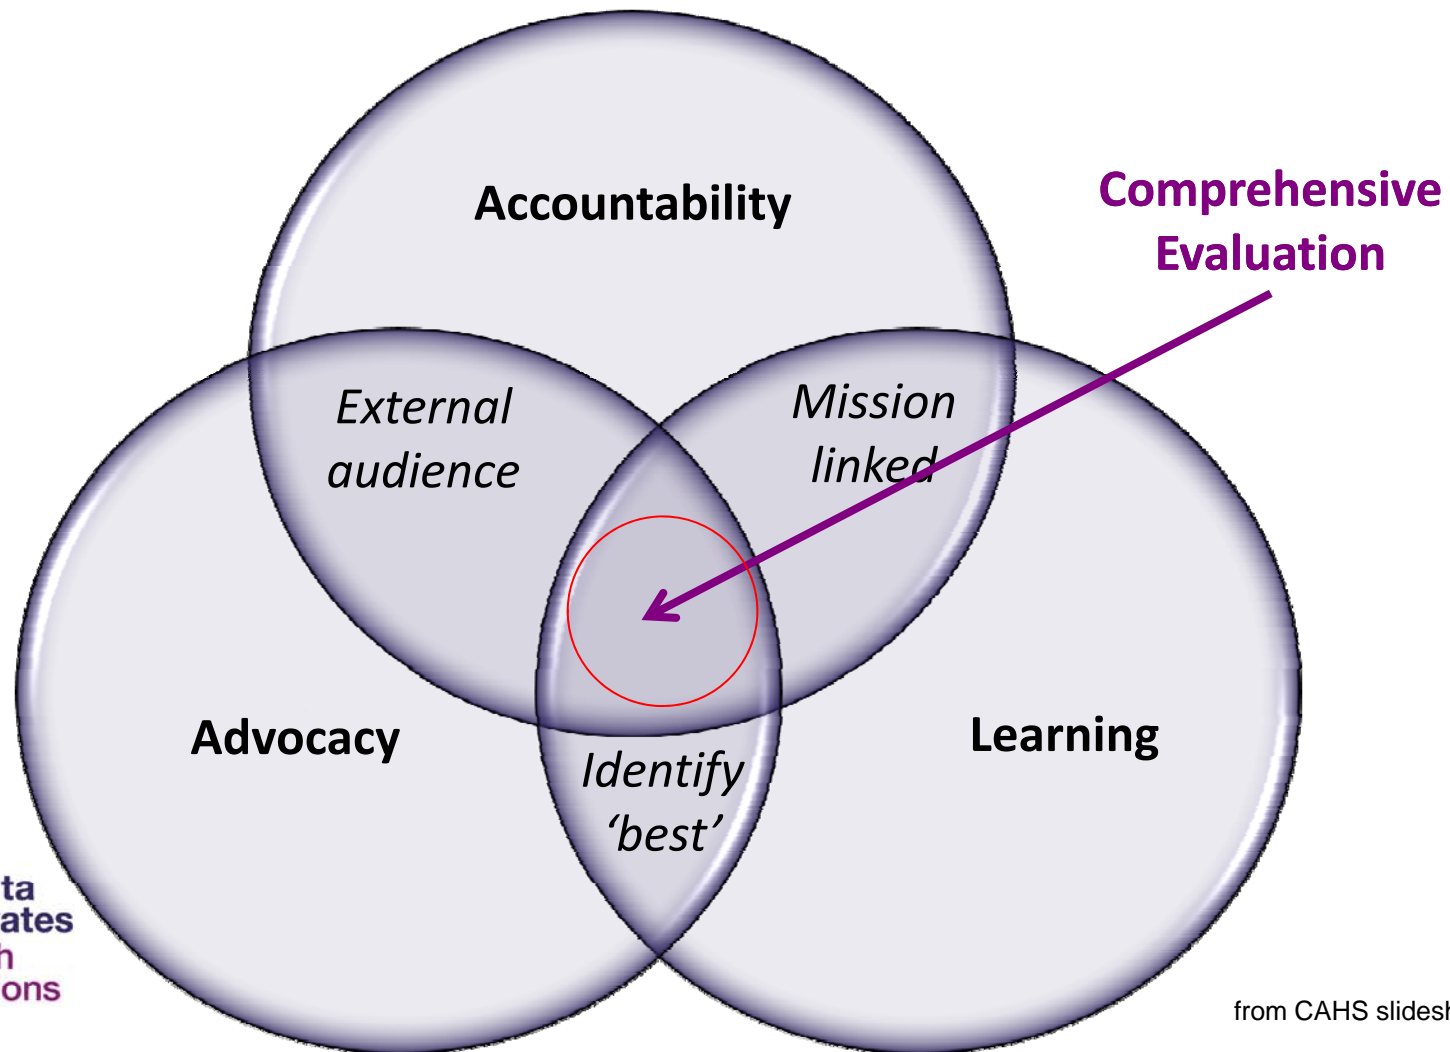 Accountability
Comprehensive
Evaluation
External
audience
Mission
linked
Advocacy
Learning
Identify
‘best’
ta
ates
h
ons
from CAHS slidesh